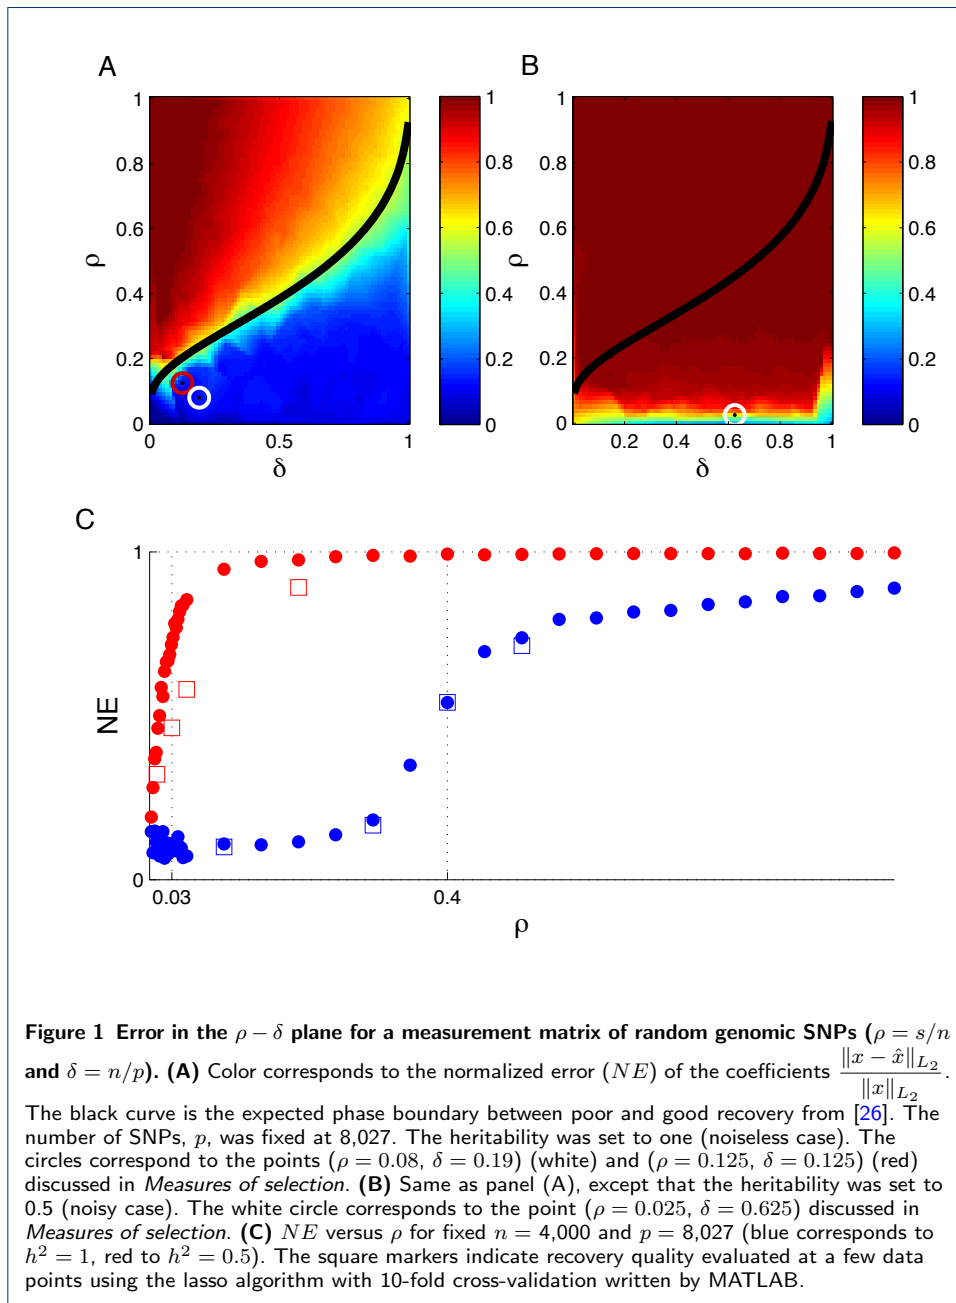 A
B
1
0.8
0.6
0.4
0.2
0
ρ
0
0.5
1
δ
1
0.8
0.6
0.4
0.2
0
1
0.8
0.6
0.4
0.2
0
ρ
0.2
0.4
0.6
0.8
1
δ
1
0.8
0.6
0.4
0.2
0
C
1
NE
0
0.03
0.4
ρ
Figure 1 Error in the ρ − δ plane for a measurement matrix of random genomic SNPs (ρ = s/n
and δ = n/p). (A) Color corresponds to the normalized error (NE) of the coefficients ‖x − x̂‖L₂ / ‖x‖L₂.
The black curve is the expected phase boundary between poor and good recovery from [26]. The
number of SNPs, p, was fixed at 8,027. The heritability was set to one (noiseless case). The
circles correspond to the points (ρ = 0.08, δ = 0.19) (white) and (ρ = 0.125, δ = 0.125) (red)
discussed in Measures of selection. (B) Same as panel (A), except that the heritability was set to
0.5 (noisy case). The white circle corresponds to the point (ρ = 0.025, δ = 0.625) discussed in
Measures of selection. (C) NE versus ρ for fixed n = 4,000 and p = 8,027 (blue corresponds to
h² = 1, red to h² = 0.5). The square markers indicate recovery quality evaluated at a few data
points using the lasso algorithm with 10-fold cross-validation written by MATLAB.